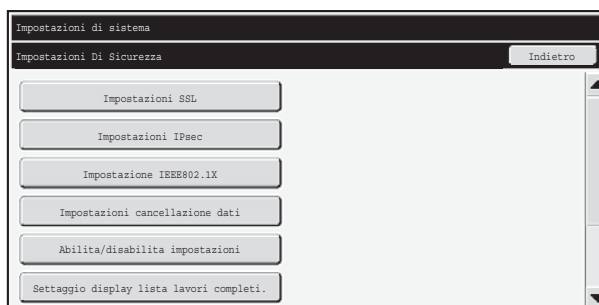 Impostazioni di sistema
Impostazioni Di Sicurezza
Indietro
Impostazioni SSL
Impostazioni IPsec
Impostazione IEEE802.1X
Impostazioni cancellazione dati
Abilita/disabilita impostazioni
Settaggio display lista lavori completi.